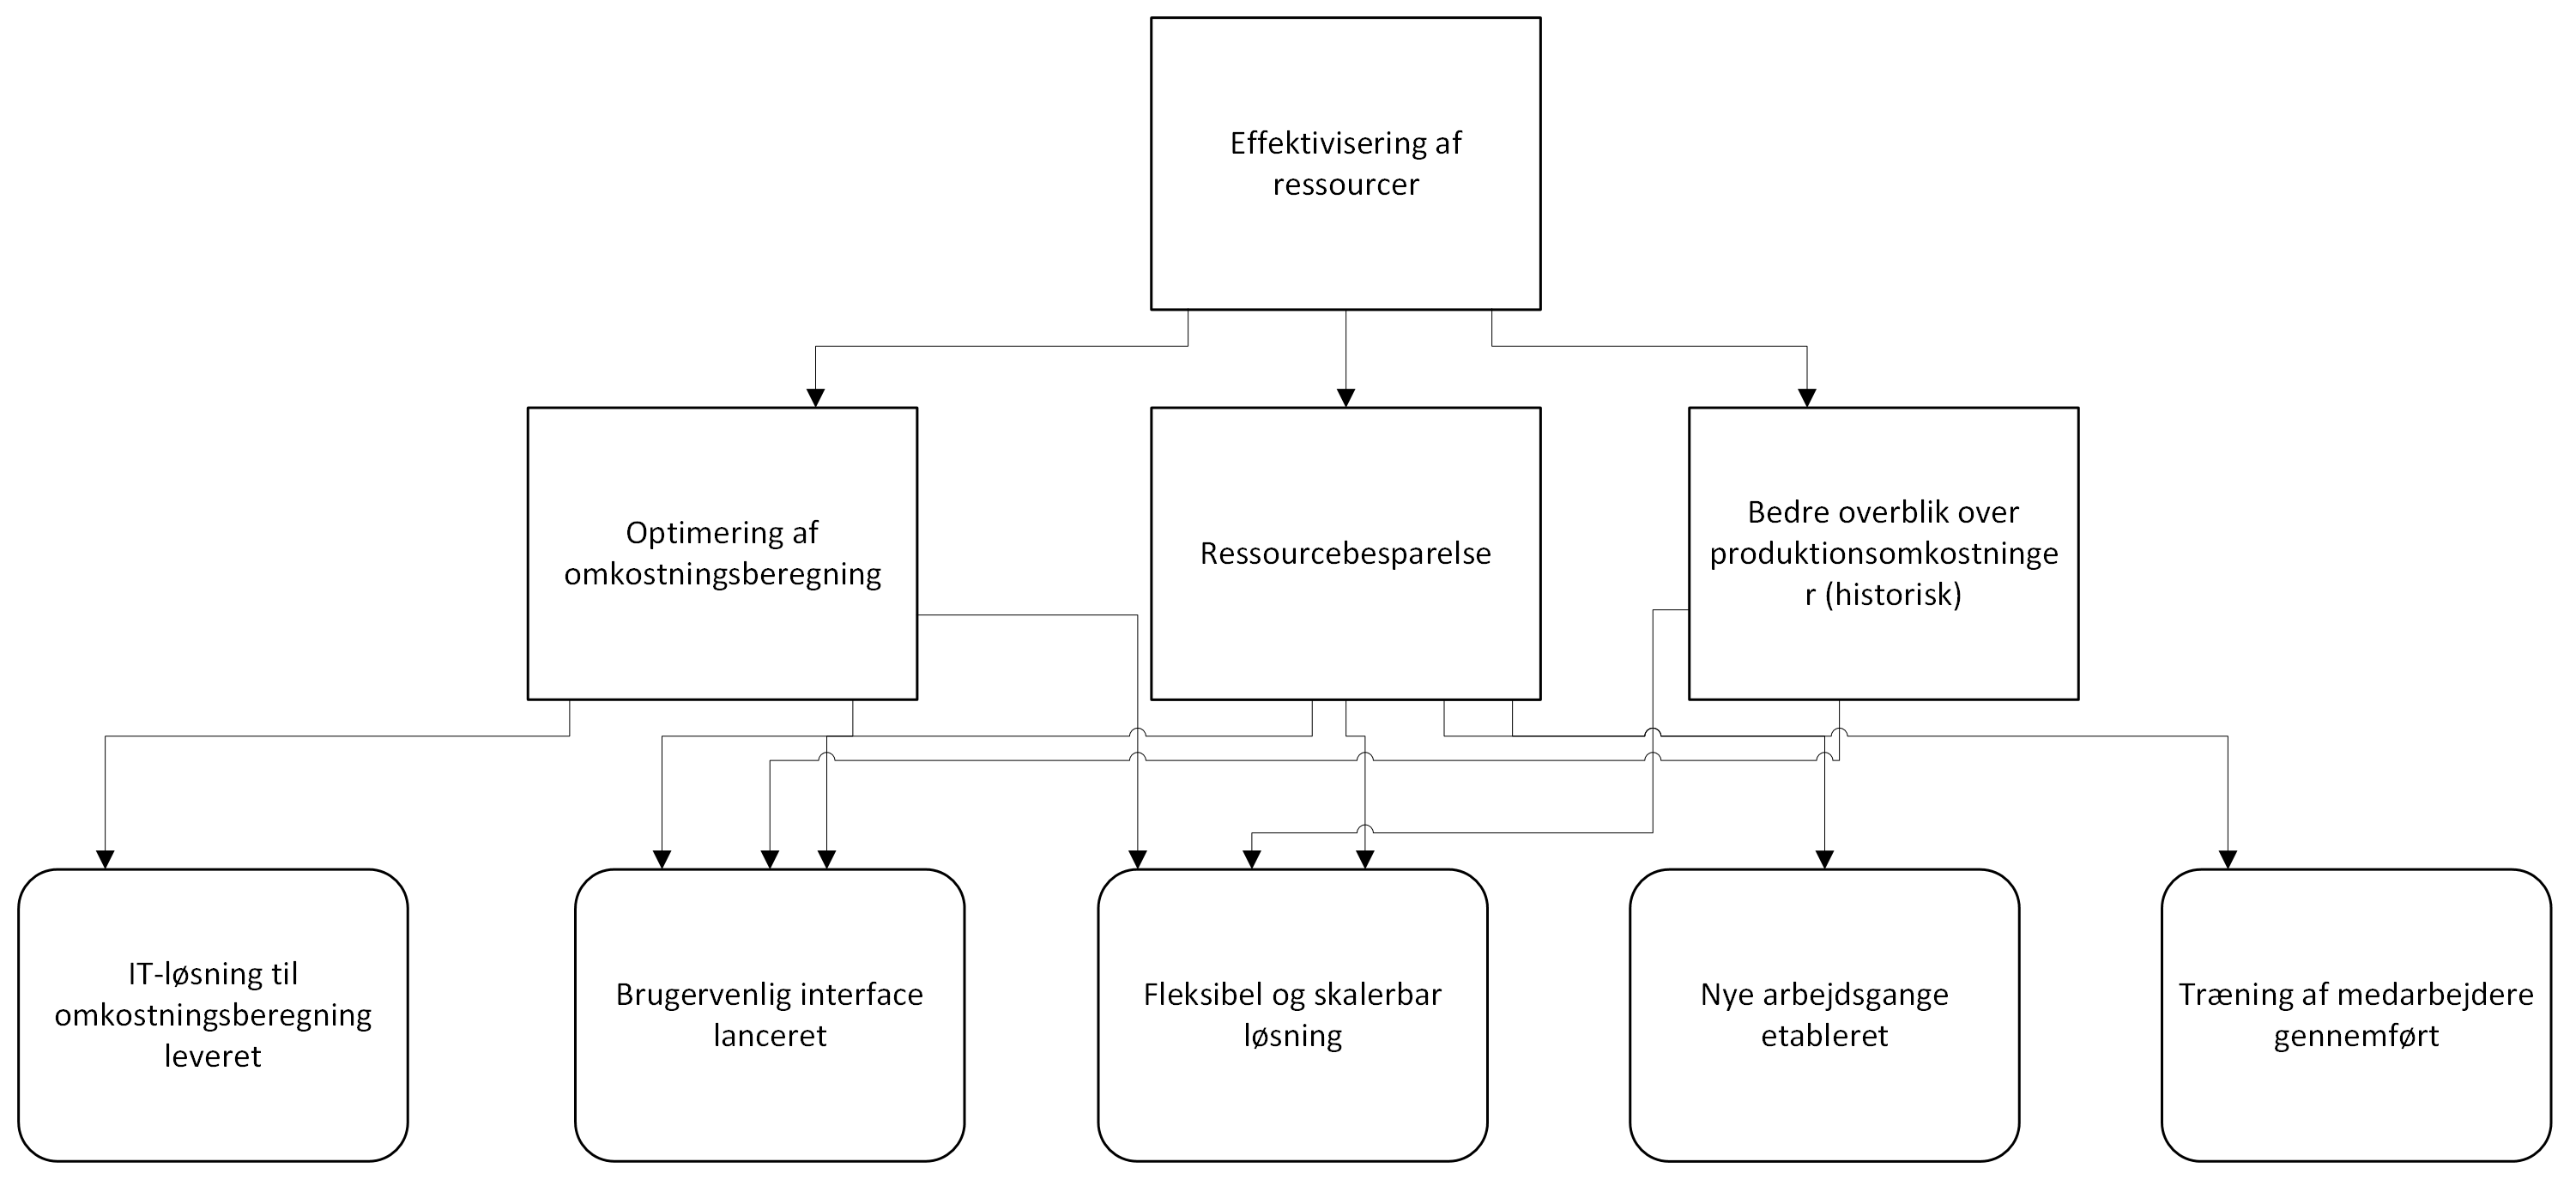 Effektivisering af
ressourcer
Optimering af
omkostningsberegning
Ressourcebesparelse
Bedre overblik over
produktionsomkostninge
r (historisk)
IT-løsning til
omkostningsberegning
leveret
Brugervenlig interface
lanceret
Fleksibel og skalerbar
løsning
Nye arbejdsgange
etableret
Træning af medarbejdere
gennemført